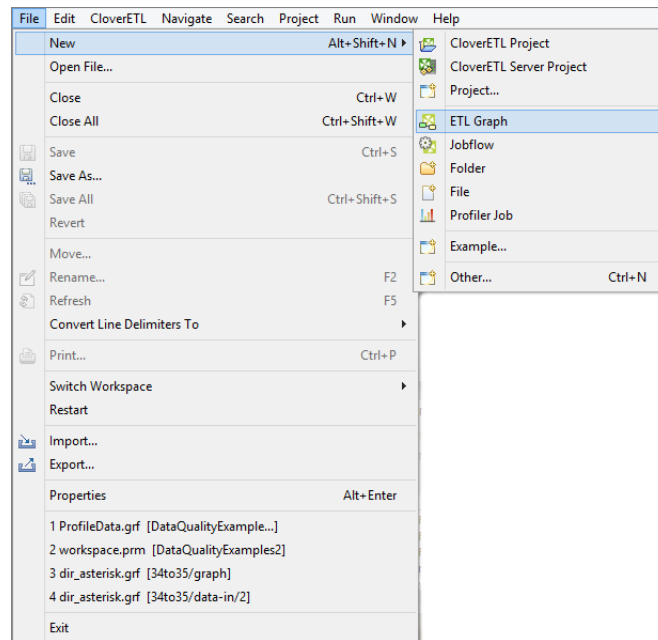 File Edit CloverETL Navigate Search Project Run Window Help
New Alt+Shift+N
Open File...
Close Ctrl+W
Close All Ctrl+Shift+W
Save Ctrl+S
Save As...
Save All Ctrl+Shift+S
Revert
Move...
Rename... F2
Refresh F5
Convert Line Delimiters To
Print... Ctrl+P
Switch Workspace
Restart
Import...
Export...
Properties Alt+Enter
1 ProfileData.grf [DataQualityExample...]
2 workspace.prm [DataQualityExamples2]
3 dir_asterisk.grf [34to35/graph]
4 dir_asterisk.grf [34to35/data-in/2]
Exit
CloverETL Project
CloverETL Server Project
Project...
ETL Graph
Jobflow
Folder
File
Profiler Job
Example...
Other... Ctrl+N